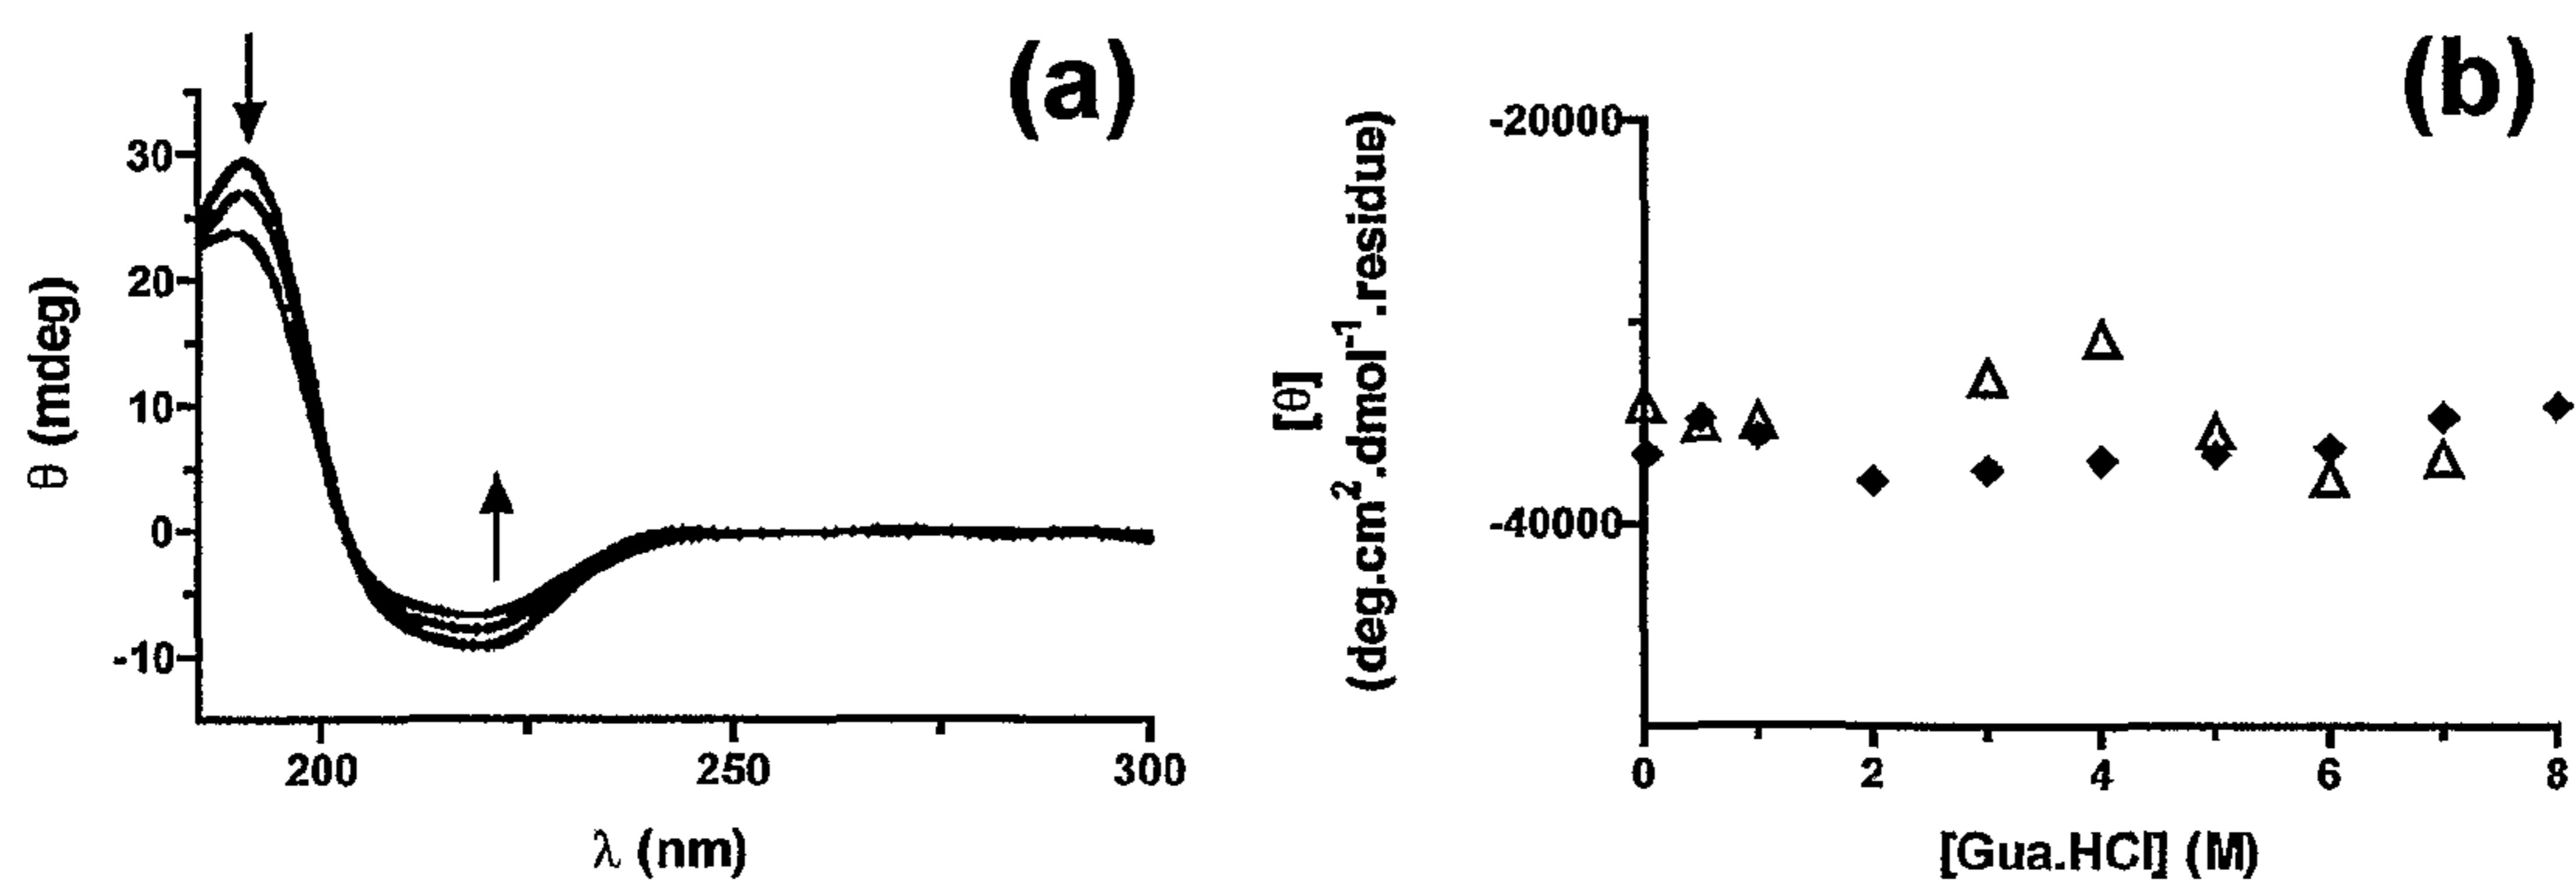 (a)
30
20
10
0
-10
θ (mdeg)
200 250 300
λ (nm)
(b)
-20000
-40000
[θ]
(deg.cm².dmol⁻¹.residue)
0 2 4 6 8
[Gua.HCl] (M)